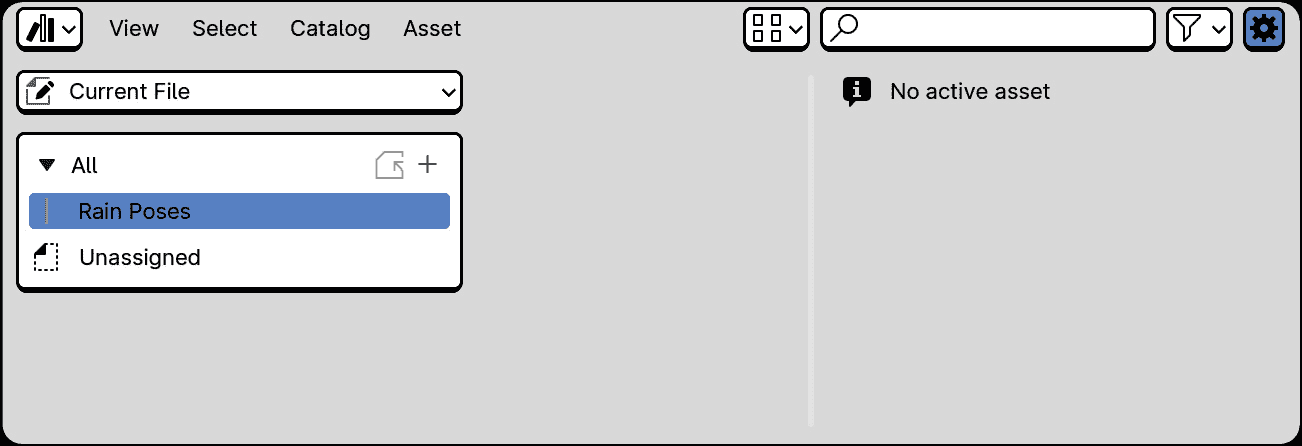 View Select Catalog Asset
Current File
No active asset
All
Rain Poses
Unassigned